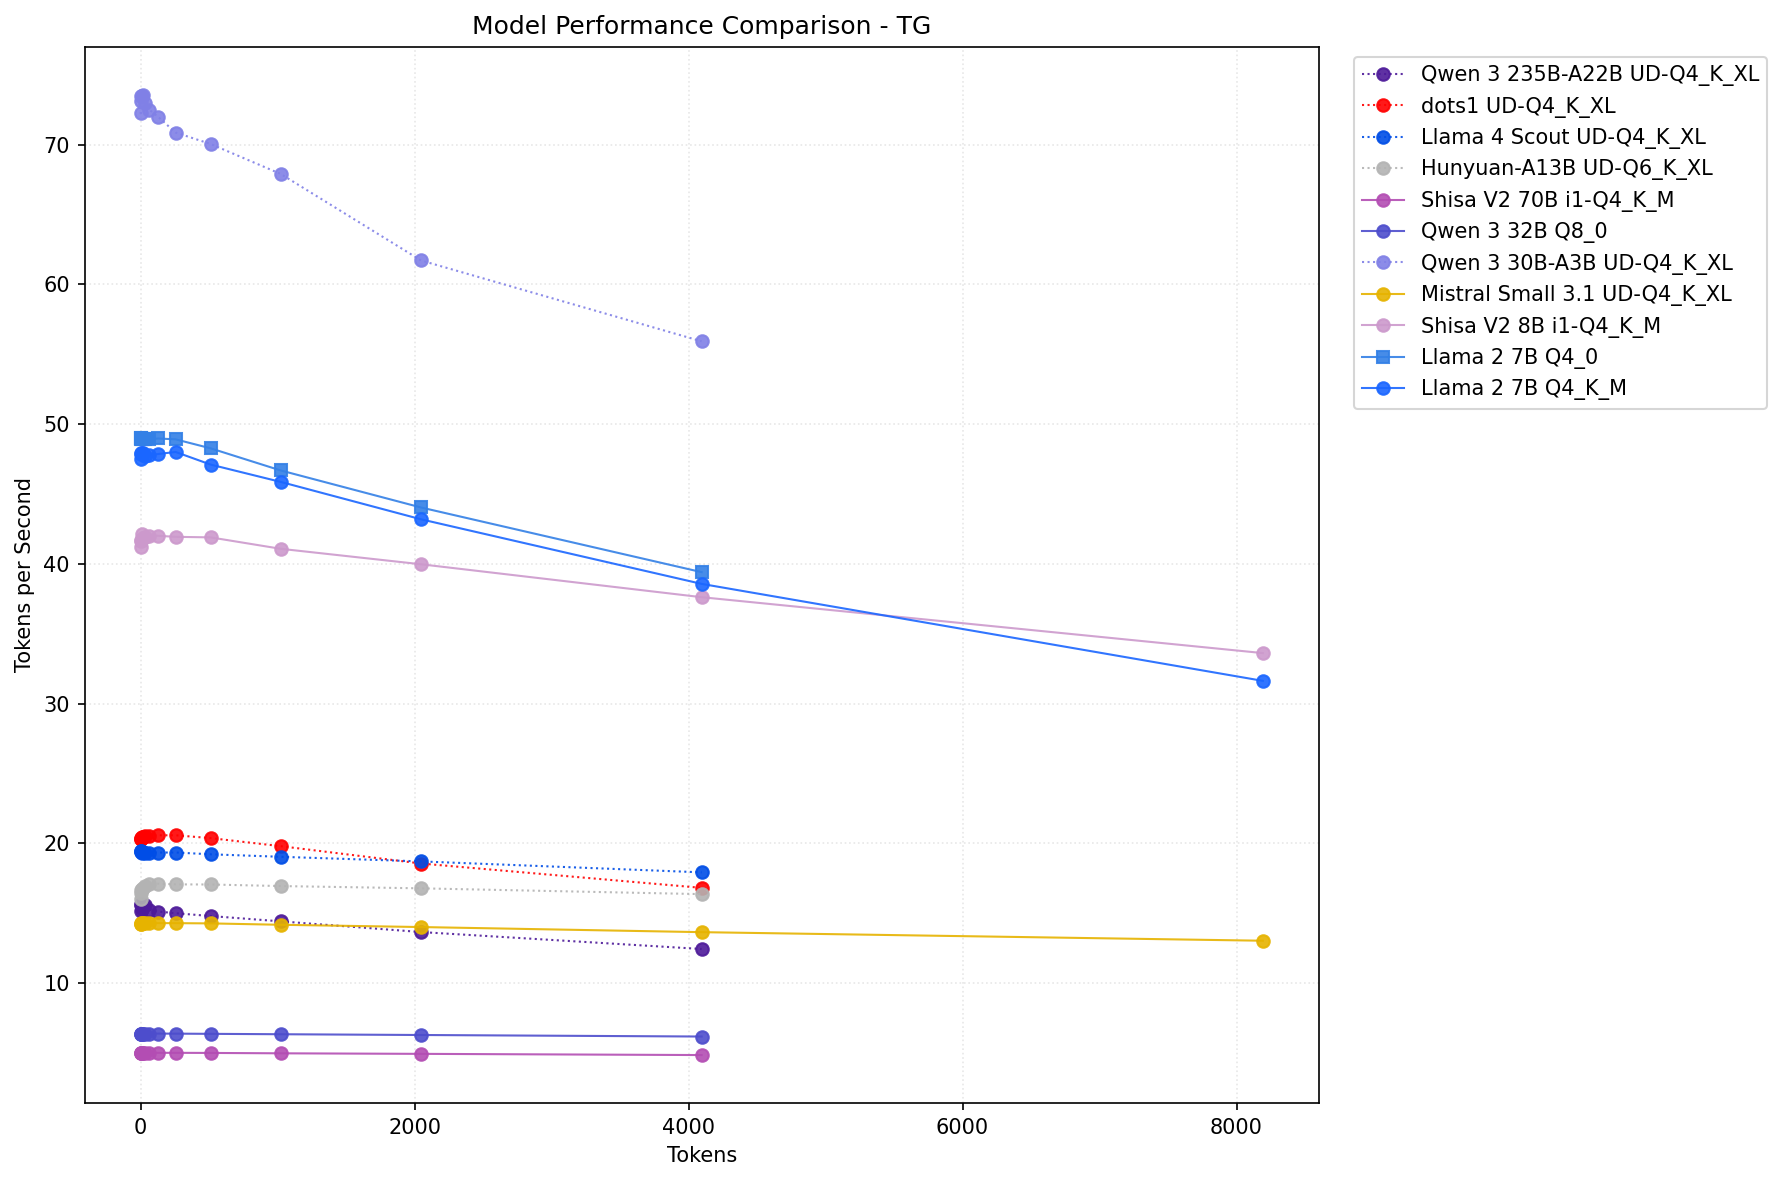 Model Performance Comparison - TG
Tokens per Second
70
60
50
40
30
20
10
0
2000
4000
6000
8000
Tokens
Qwen 3 235B-A22B UD-Q4_K_XL
dots1 UD-Q4_K_XL
Llama 4 Scout UD-Q4_K_XL
Hunyuan-A13B UD-Q6_K_XL
Shisa V2 70B i1-Q4_K_M
Qwen 3 32B Q8_0
Qwen 3 30B-A3B UD-Q4_K_XL
Mistral Small 3.1 UD-Q4_K_XL
Shisa V2 8B i1-Q4_K_M
Llama 2 7B Q4_0
Llama 2 7B Q4_K_M